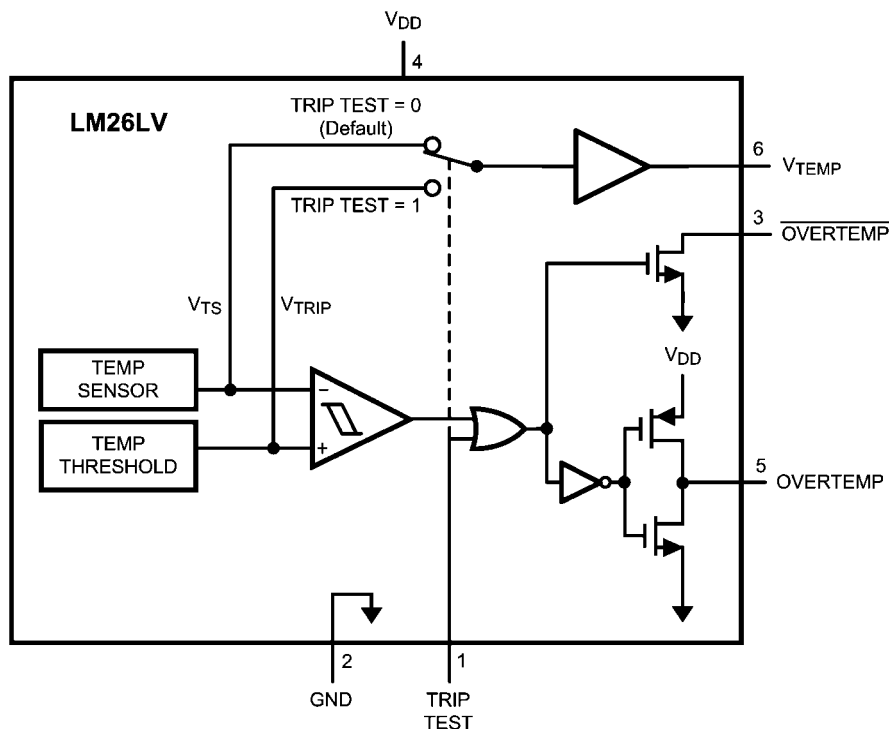 VDD
4
LM26LV
TRIP TEST = 0
(Default)
6
VTEMP
TRIP TEST = 1
3
OVERTEMP
VTS
VTRIP
VDD
TEMP
SENSOR
−
TEMP
THRESHOLD
+
5
OVERTEMP
2
1
GND
TRIP
TEST